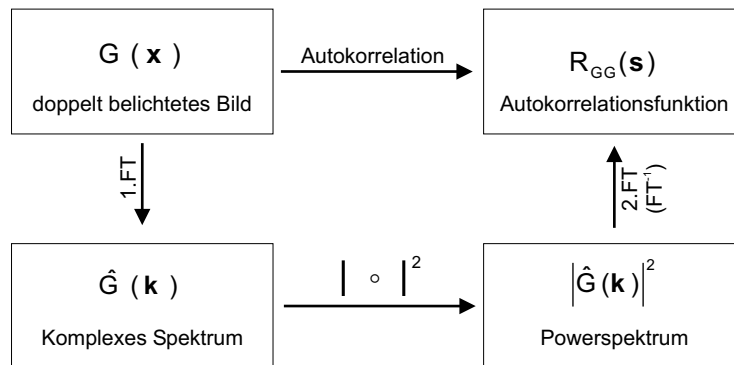 G ( x )
doppelt belichtetes Bild
Autokorrelation
R_GG(s)
Autokorrelationsfunktion
1.FT
2.FT
(FT⁻¹)
Ĝ ( k )
Komplexes Spektrum
| ∘ |²
|Ĝ(k)|²
Powerspektrum